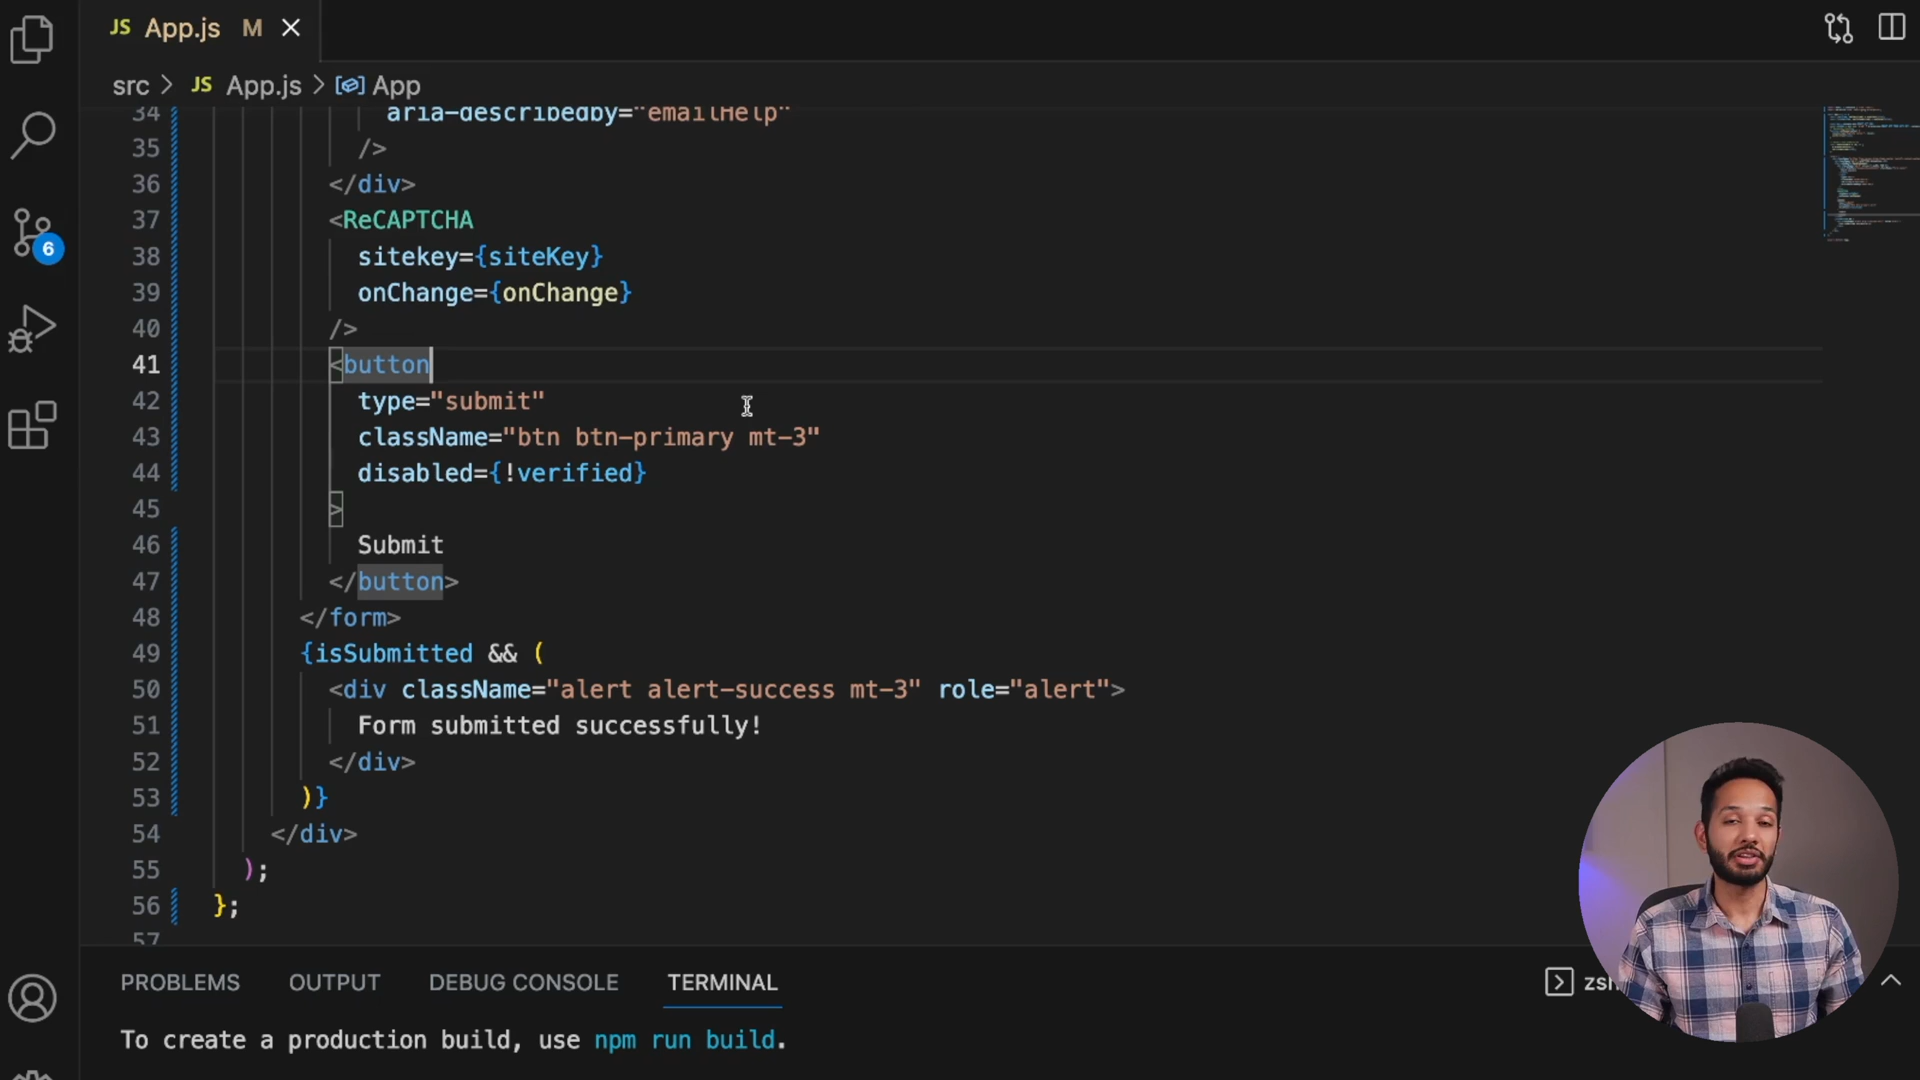 JS App.js M
src > JS App.js > App
34 aria-describedby="emailHelp"
35 />
36 </div>
37 <ReCAPTCHA
38 sitekey={siteKey}
39 onChange={onChange}
40 />
41 <button
42 type="submit"
43 className="btn btn-primary mt-3"
44 disabled={!verified}
45 >
46 Submit
47 </button>
48 </form>
49 {isSubmitted && (
50 <div className="alert alert-success mt-3" role="alert">
51 Form submitted successfully!
52 </div>
53 )}
54 </div>
55 );
56 };
57
6
PROBLEMS OUTPUT DEBUG CONSOLE TERMINAL
To create a production build, use npm run build.